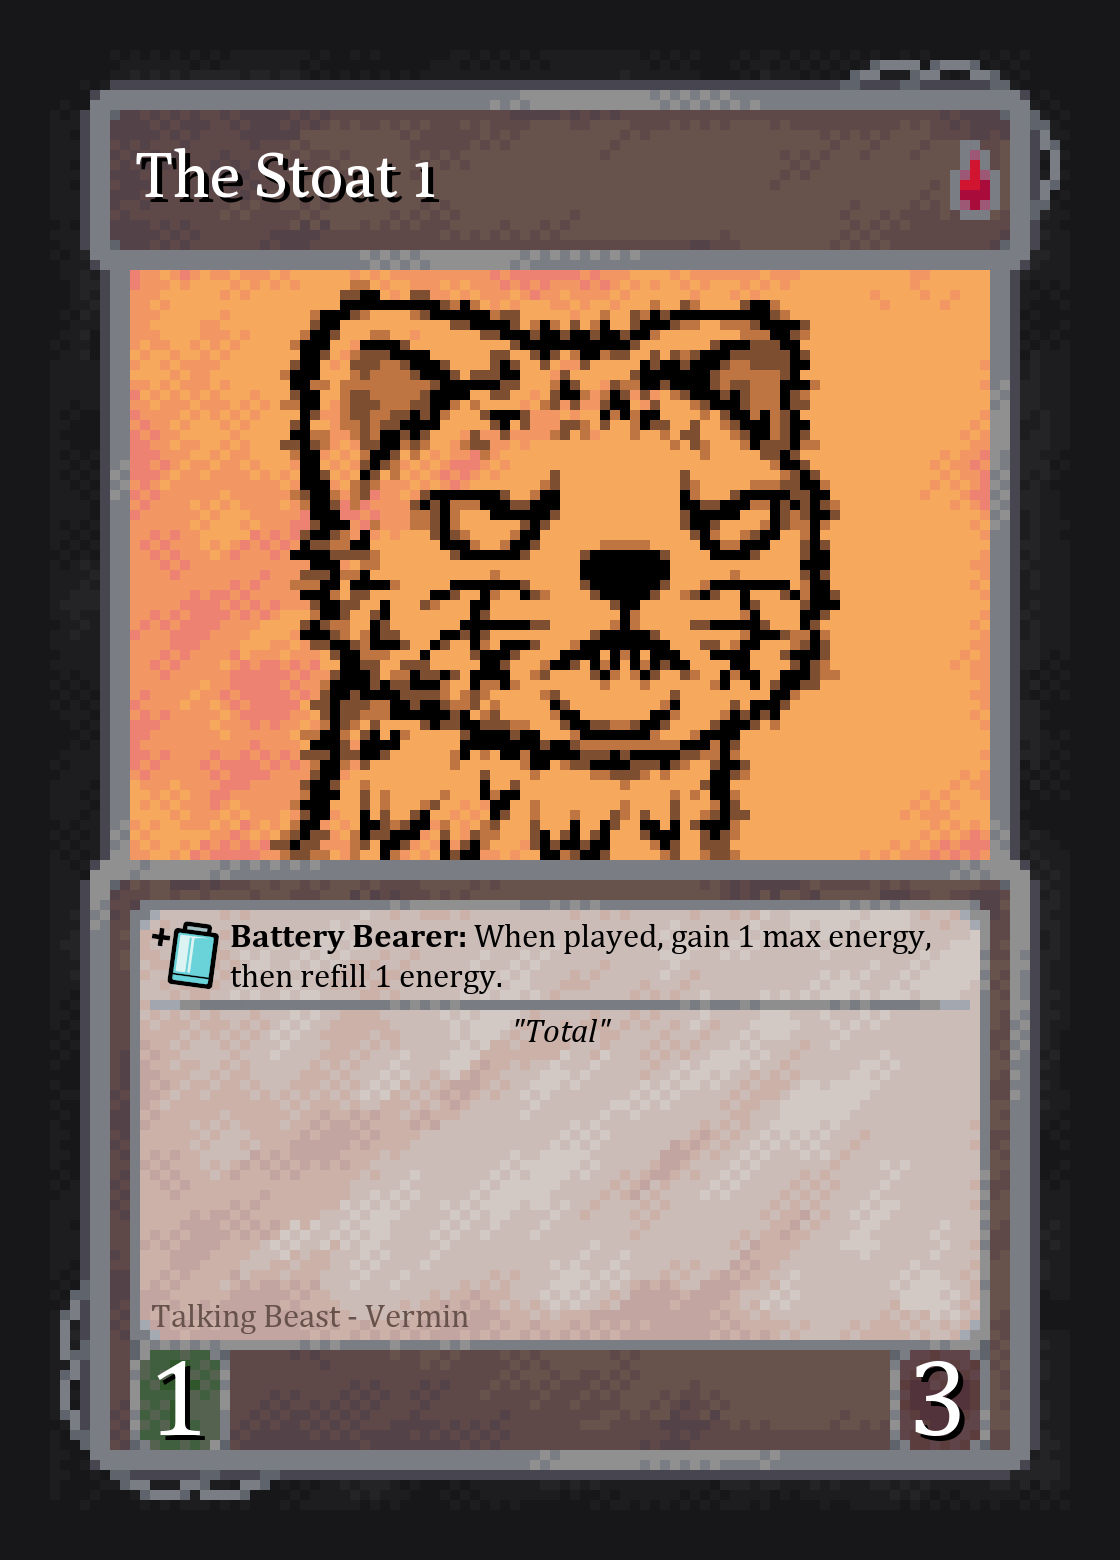 The Stoat 1
Battery Bearer: When played, gain 1 max energy,
then refill 1 energy.
"Total"
Talking Beast - Vermin
1
3